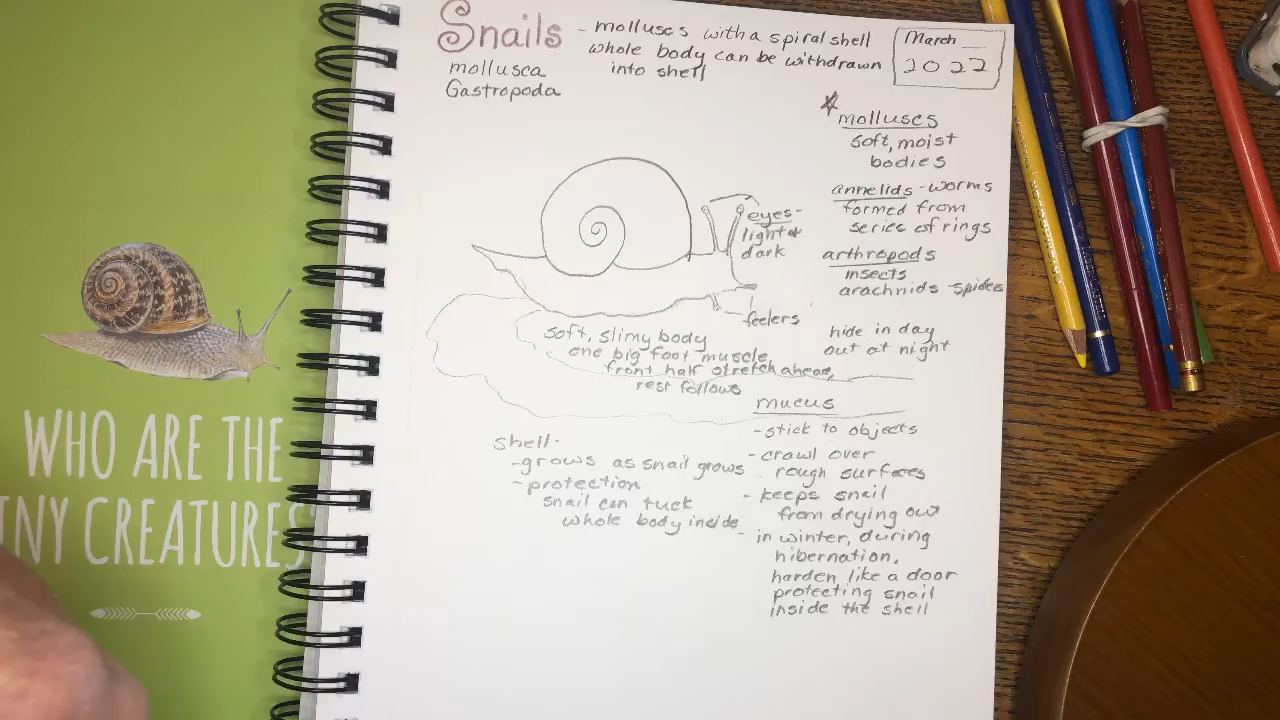 WHO ARE THE
INY CREATURES
Snails
mollusca
Gastropoda
- molluscs with a spiral shell
whole body can be withdrawn
into shell
March __
2022
molluscs
soft, moist
bodies
annelids - worms
formed from
series of rings
arthropods
insects
arachnids - spiders
eyes -
light &
dark
feelers
hide in day
out at night
soft, slimy body
one big foot muscle
front half stretch ahead,
rest follows
shell -
- grows as snail grows
- protection
snail can tuck
whole body inside
mucus
- stick to objects
- crawl over
rough surfaces
- keeps snail
from drying out
- in winter, during
hibernation,
harden like a door
protecting snail
inside the shell